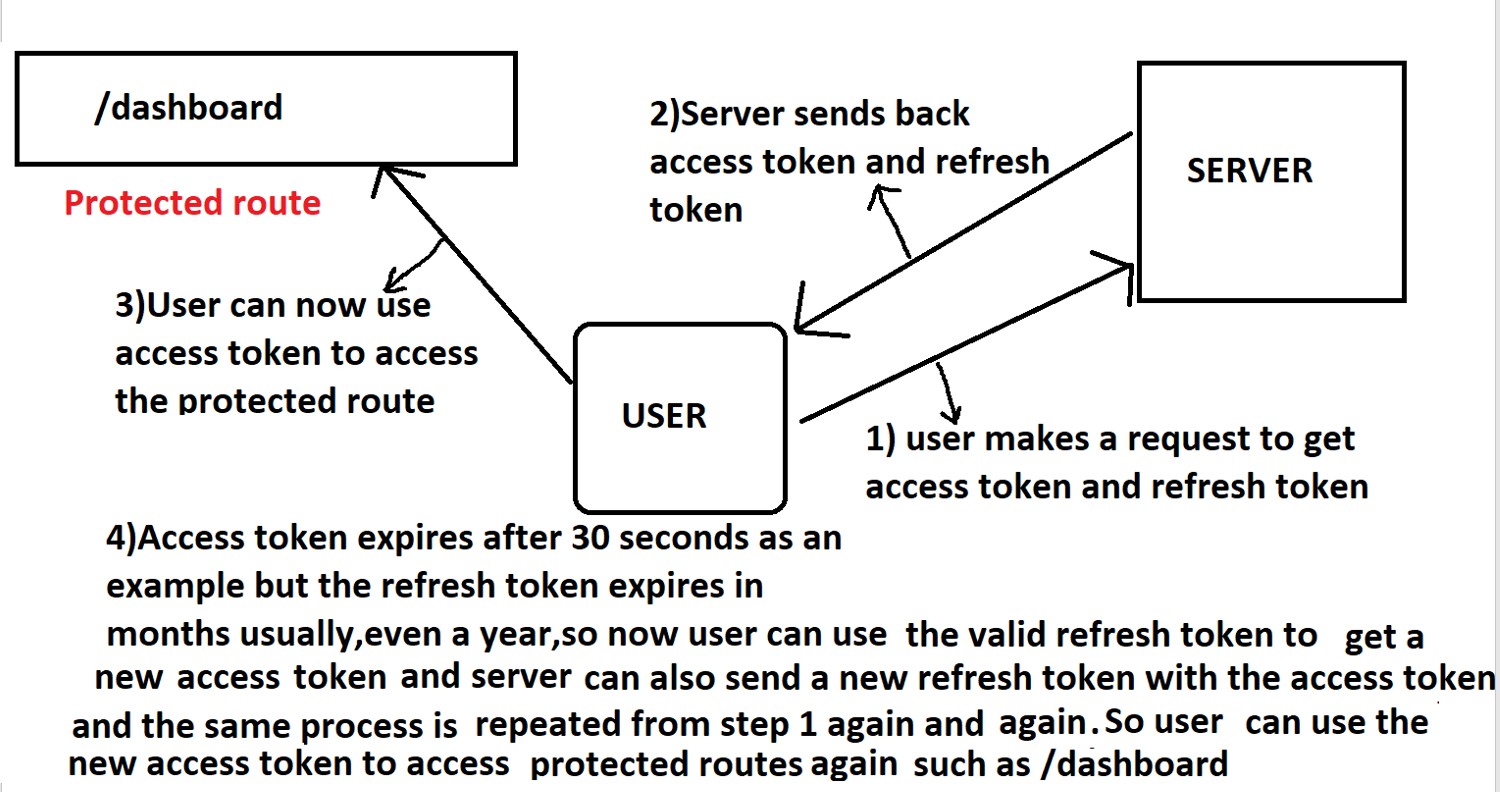 /dashboard
Protected route
2)Server sends back
access token and refresh
token
SERVER
3)User can now use
access token to access
the protected route
USER
1) user makes a request to get
access token and refresh token
4)Access token expires after 30 seconds as an
example but the refresh token expires in
months usually,even a year,so now user can use the valid refresh token to get a
new access token and server can also send a new refresh token with the access token
and the same process is repeated from step 1 again and again. So user can use the
new access token to access protected routes again such as /dashboard